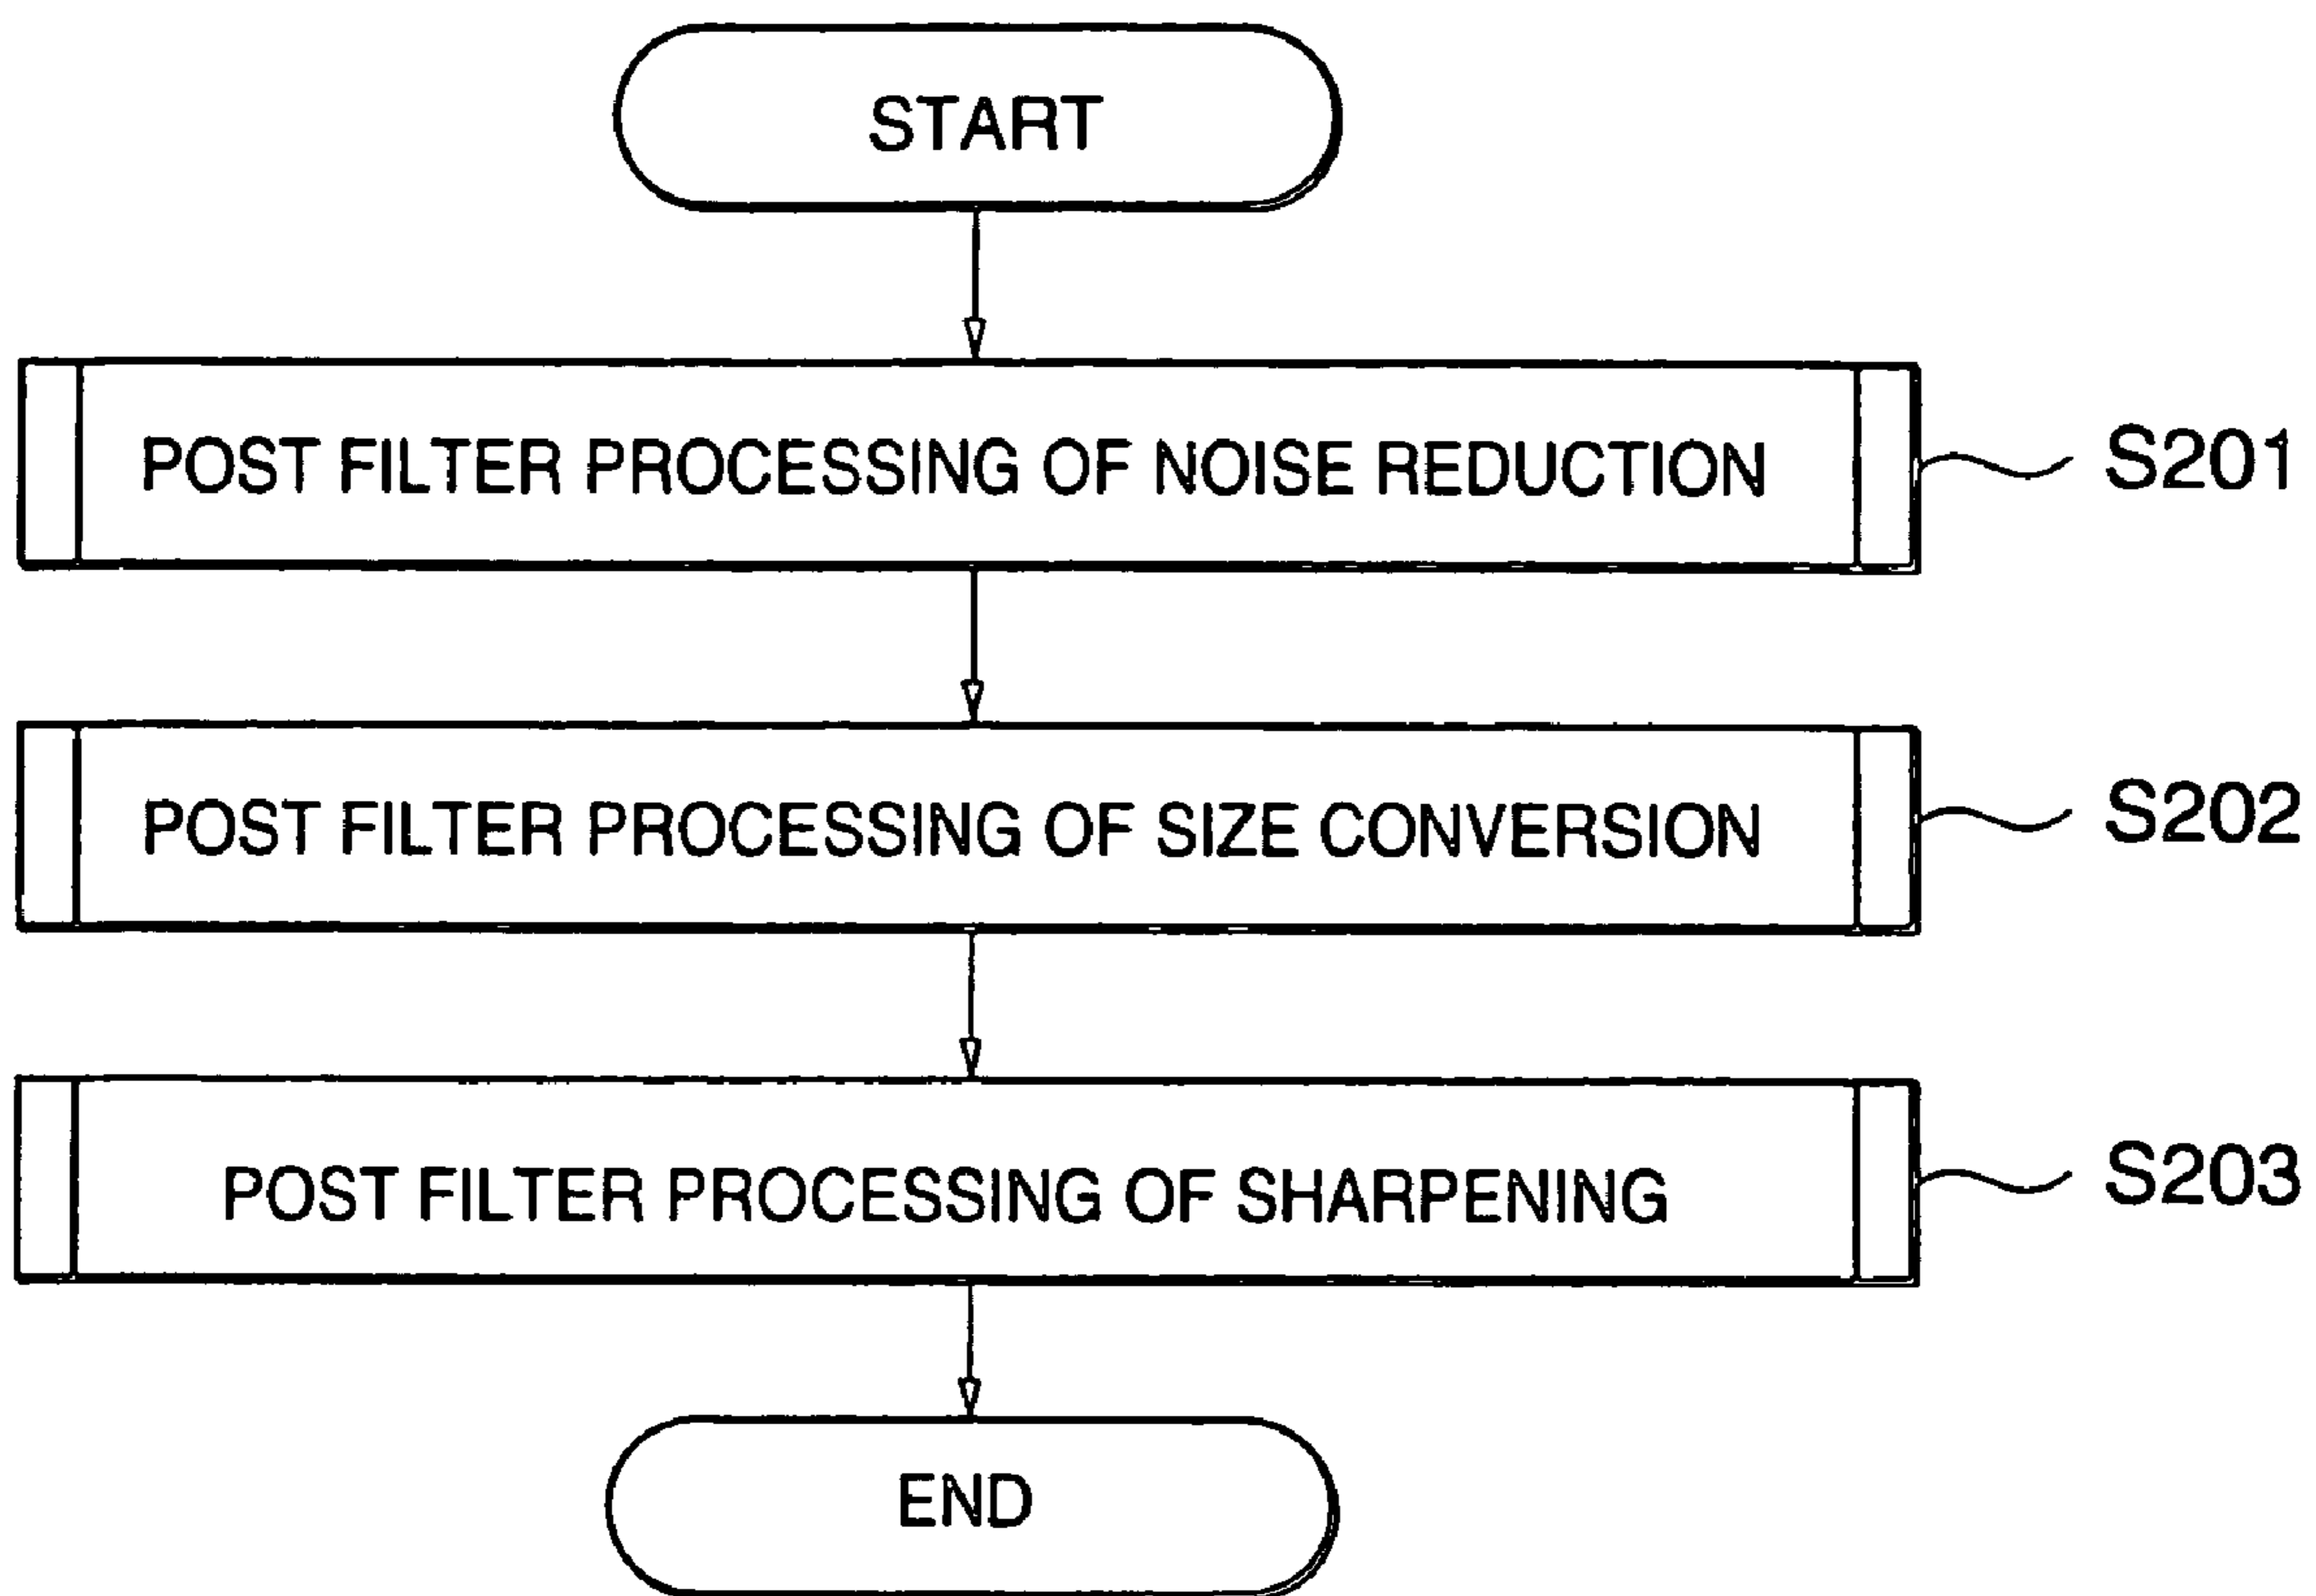 START
POST FILTER PROCESSING OF NOISE REDUCTION
S201
POST FILTER PROCESSING OF SIZE CONVERSION
S202
POST FILTER PROCESSING OF SHARPENING
S203
END